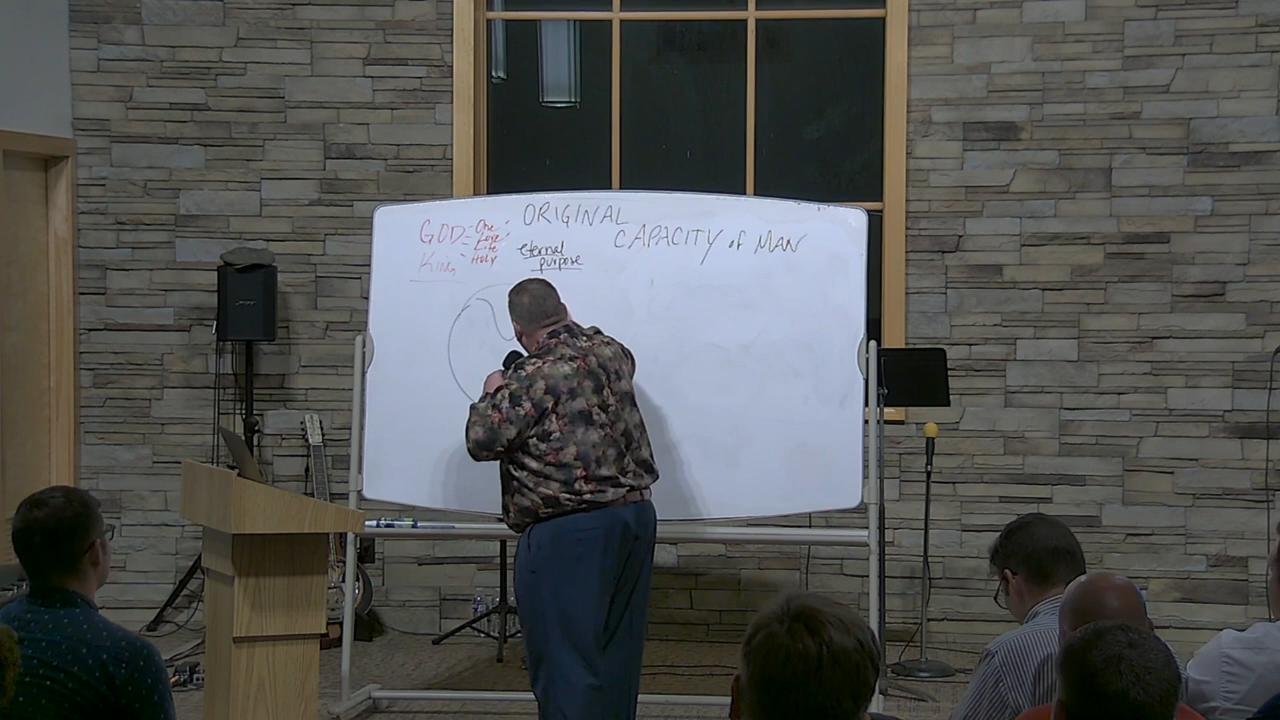 ORIGINAL
CAPACITY of MAN
GOD = One
Love
Life
King Holy
eternal
purpose